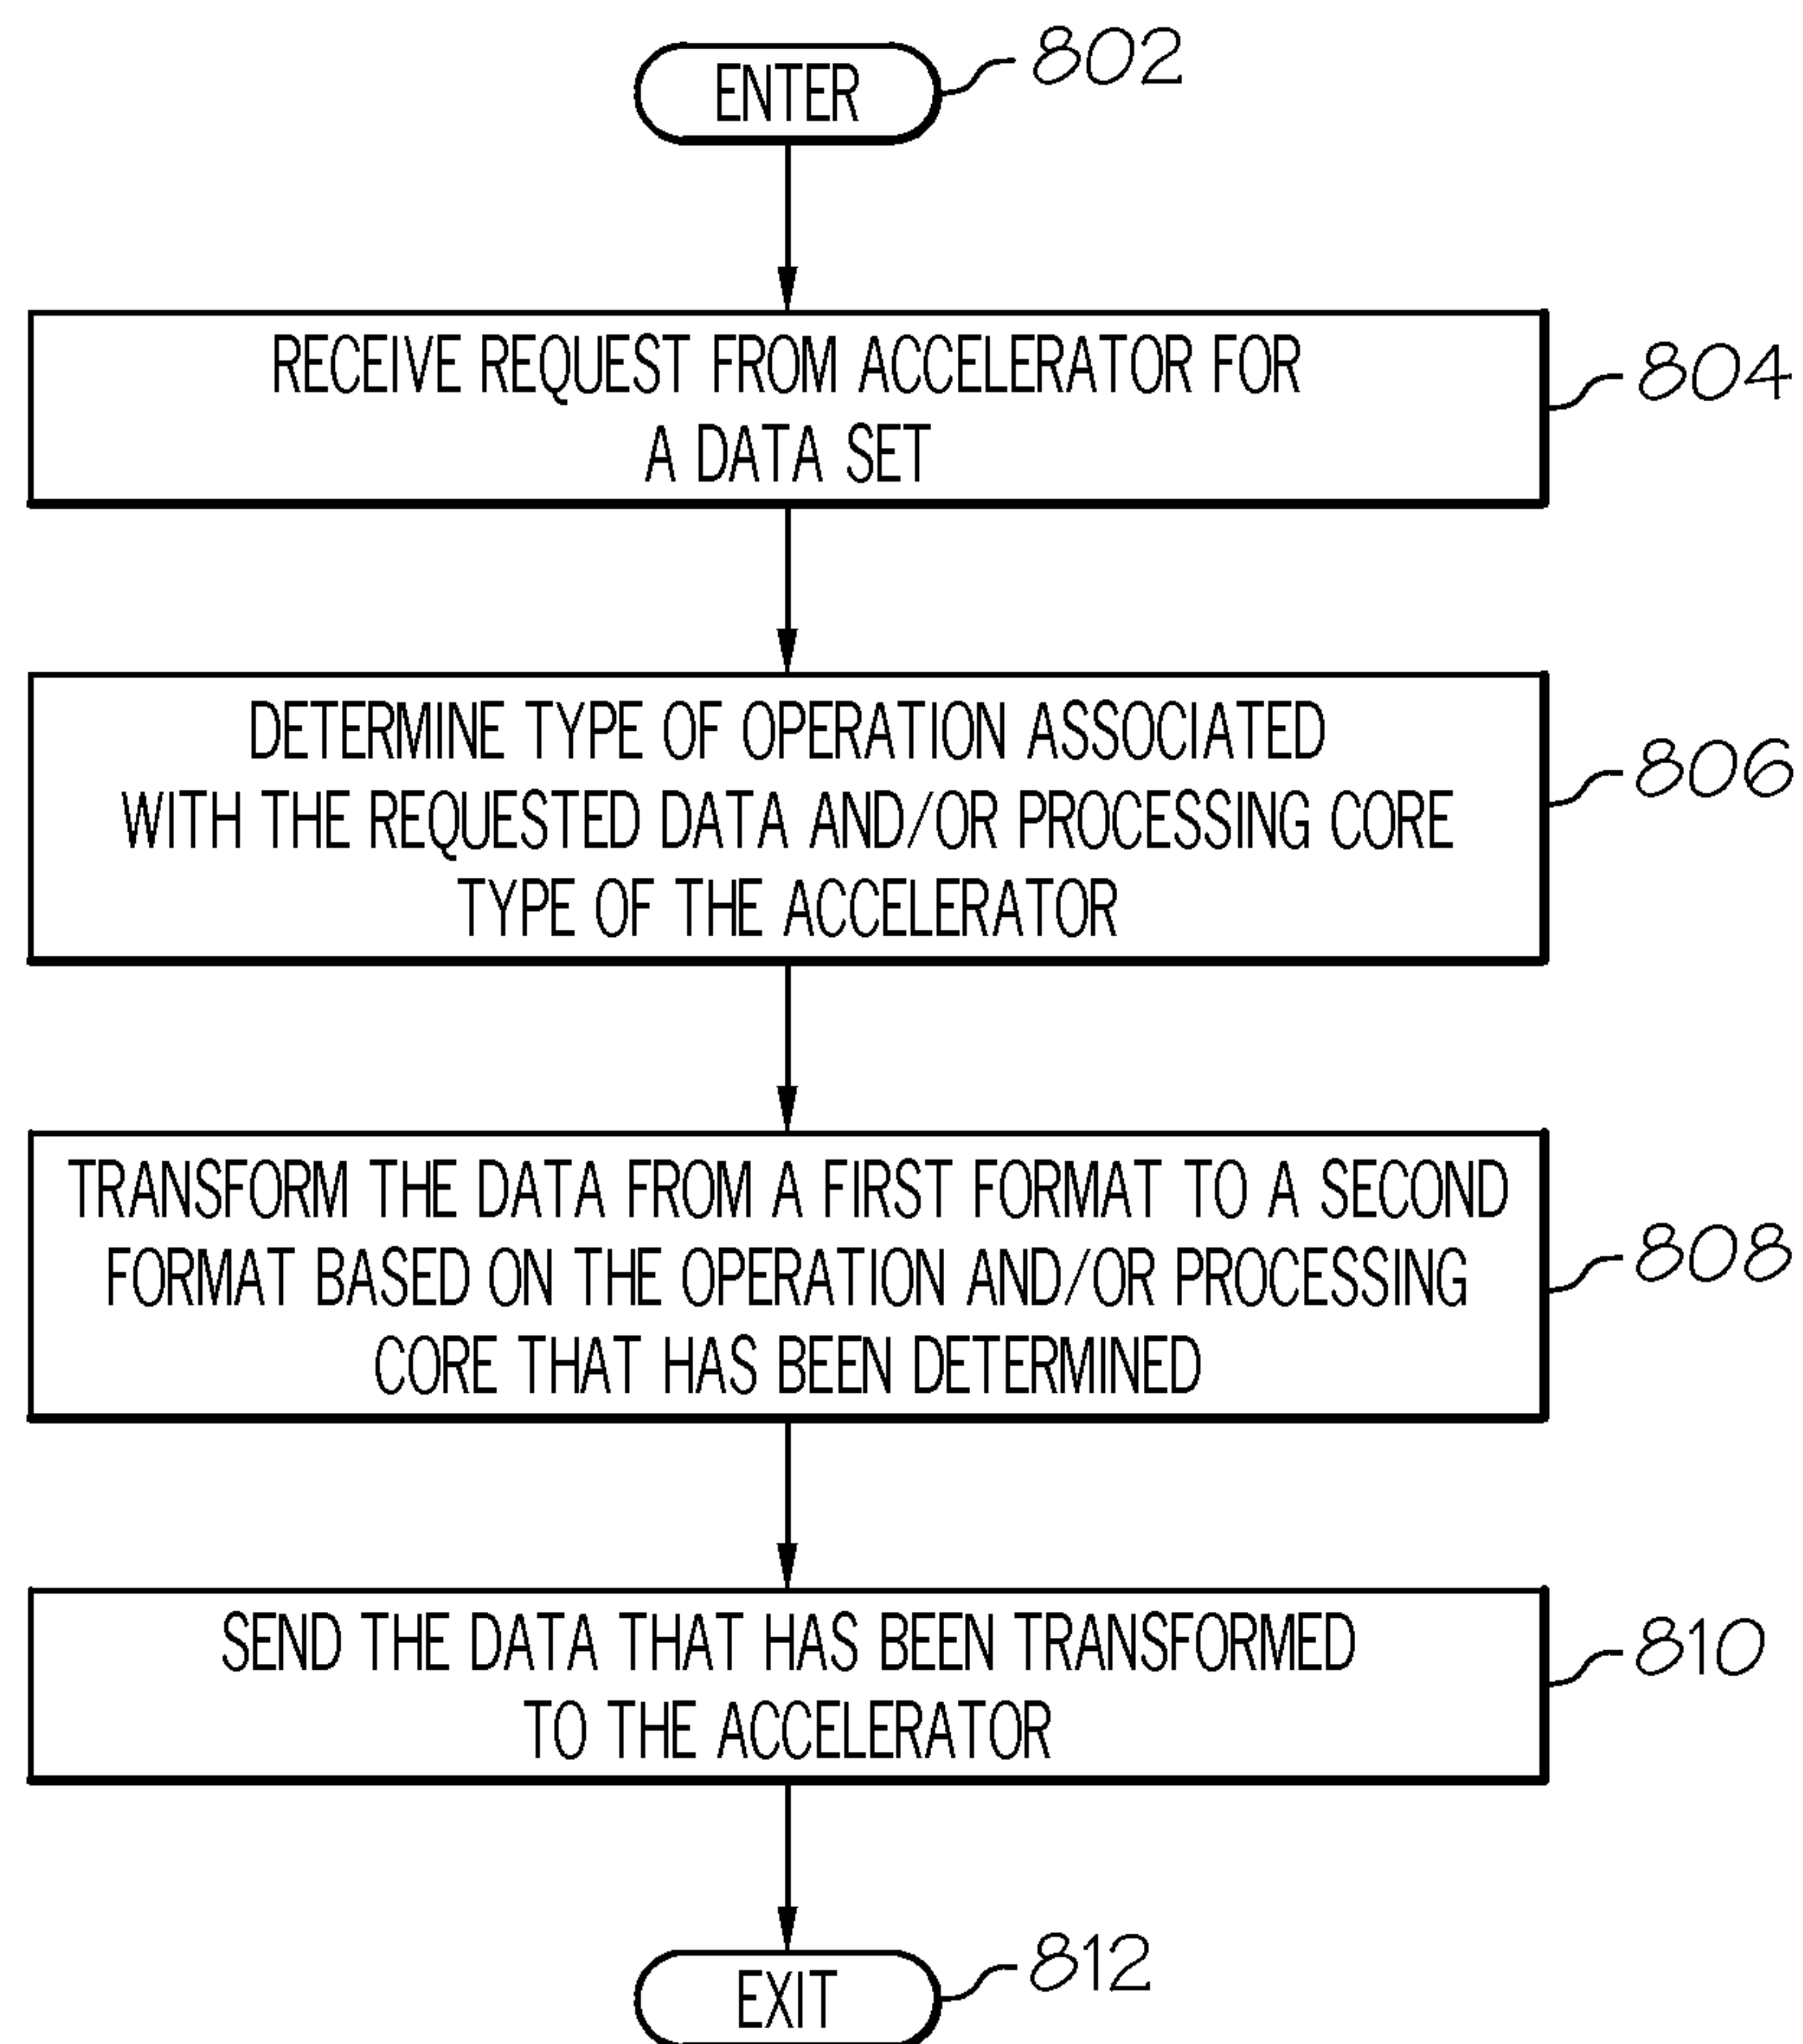 ENTER
802
RECEIVE REQUEST FROM ACCELERATOR FOR
A DATA SET
804
DETERMINE TYPE OF OPERATION ASSOCIATED
WITH THE REQUESTED DATA AND/OR PROCESSING CORE
TYPE OF THE ACCELERATOR
806
TRANSFORM THE DATA FROM A FIRST FORMAT TO A SECOND
FORMAT BASED ON THE OPERATION AND/OR PROCESSING
CORE THAT HAS BEEN DETERMINED
808
SEND THE DATA THAT HAS BEEN TRANSFORMED
TO THE ACCELERATOR
810
EXIT
812